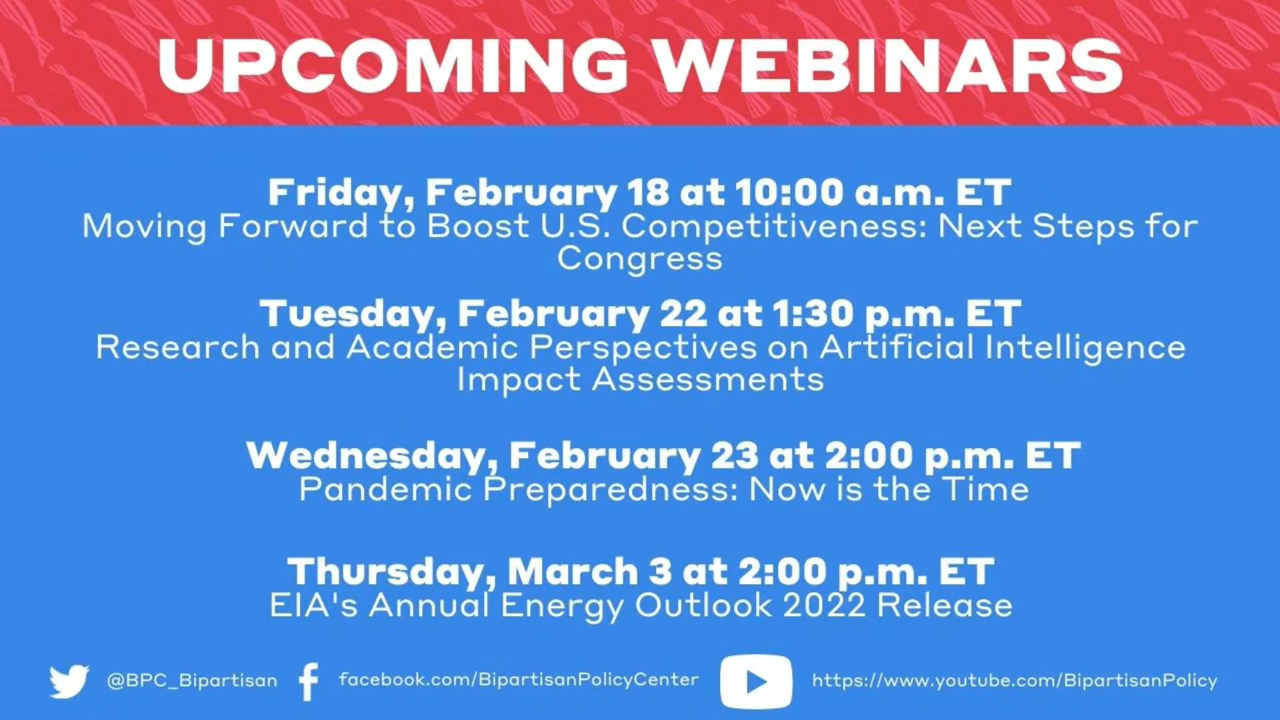 UPCOMING WEBINARS
Friday, February 18 at 10:00 a.m. ET
Moving Forward to Boost U.S. Competitiveness: Next Steps for
Congress
Tuesday, February 22 at 1:30 p.m. ET
Research and Academic Perspectives on Artificial Intelligence
Impact Assessments
Wednesday, February 23 at 2:00 p.m. ET
Pandemic Preparedness: Now is the Time
Thursday, March 3 at 2:00 p.m. ET
EIA's Annual Energy Outlook 2022 Release
@BPC_Bipartisan facebook.com/BipartisanPolicyCenter https://www.youtube.com/BipartisanPolicy